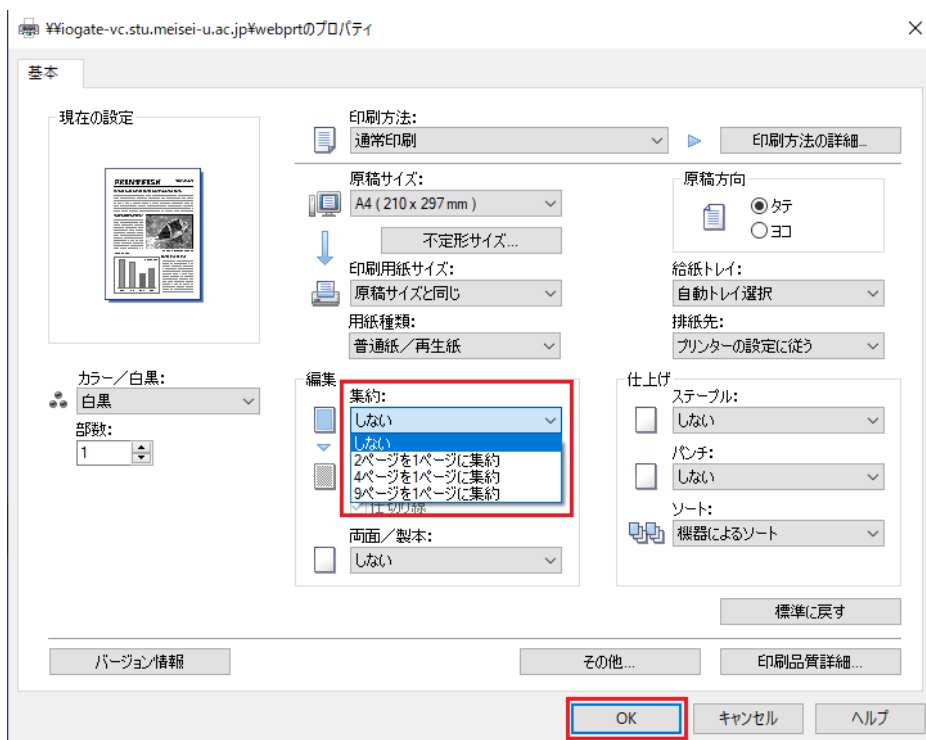 ¥¥iogate-vc.stu.meisei-u.ac.jp¥webprtのプロパティ
基本
現在の設定
PRINTFISK
カラー／白黒:
白黒
部数:
1
印刷方法:
通常印刷
印刷方法の詳細...
原稿サイズ:
A4 ( 210 x 297 mm )
不定形サイズ...
印刷用紙サイズ:
原稿サイズと同じ
用紙種類:
普通紙／再生紙
原稿方向
タテ
ヨコ
給紙トレイ:
自動トレイ選択
排紙先:
プリンターの設定に従う
編集
集約:
しない
しない
2ページを1ページに集約
4ページを1ページに集約
9ページを1ページに集約
仕切り線
両面／製本:
しない
仕上げ
ステープル:
しない
パンチ:
しない
ソート:
機器によるソート
標準に戻す
バージョン情報
その他...
印刷品質詳細...
OK
キャンセル
ヘルプ